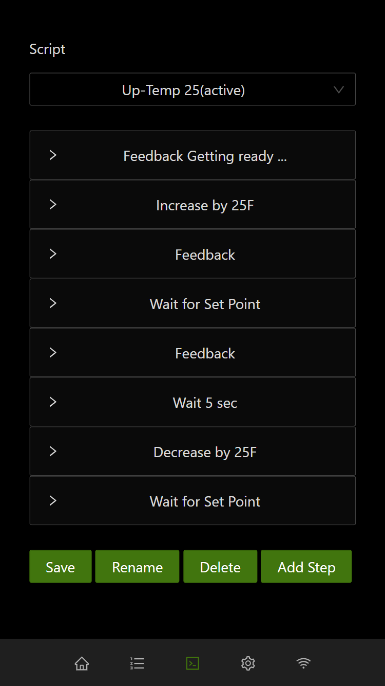 Script
Up-Temp 25(active)
Feedback Getting ready ...
Increase by 25F
Feedback
Wait for Set Point
Feedback
Wait 5 sec
Decrease by 25F
Wait for Set Point
Save Rename Delete Add Step